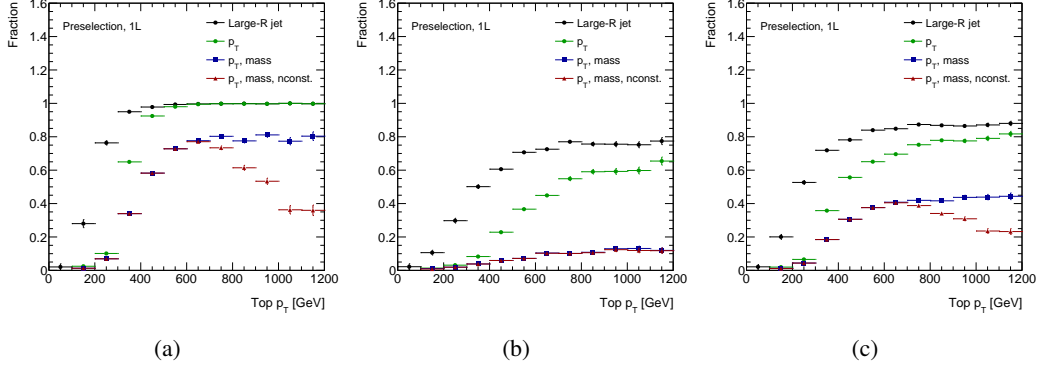 Fraction
1.6
1.4
1.2
1
0.8
0.6
0.4
0.2
0
Preselection, 1L
Large-R jet
p_T
p_T, mass
p_T, mass, nconst.
0 200 400 600 800 1000 1200
Top p_T [GeV]
(a)
Fraction
1.6
1.4
1.2
1
0.8
0.6
0.4
0.2
0
Preselection, 1L
Large-R jet
p_T
p_T, mass
p_T, mass, nconst.
0 200 400 600 800 1000 1200
Top p_T [GeV]
(b)
Fraction
1.6
1.4
1.2
1
0.8
0.6
0.4
0.2
0
Preselection, 1L
Large-R jet
p_T
p_T, mass
p_T, mass, nconst.
0 200 400 600 800 1000 1200
Top p_T [GeV]
(c)